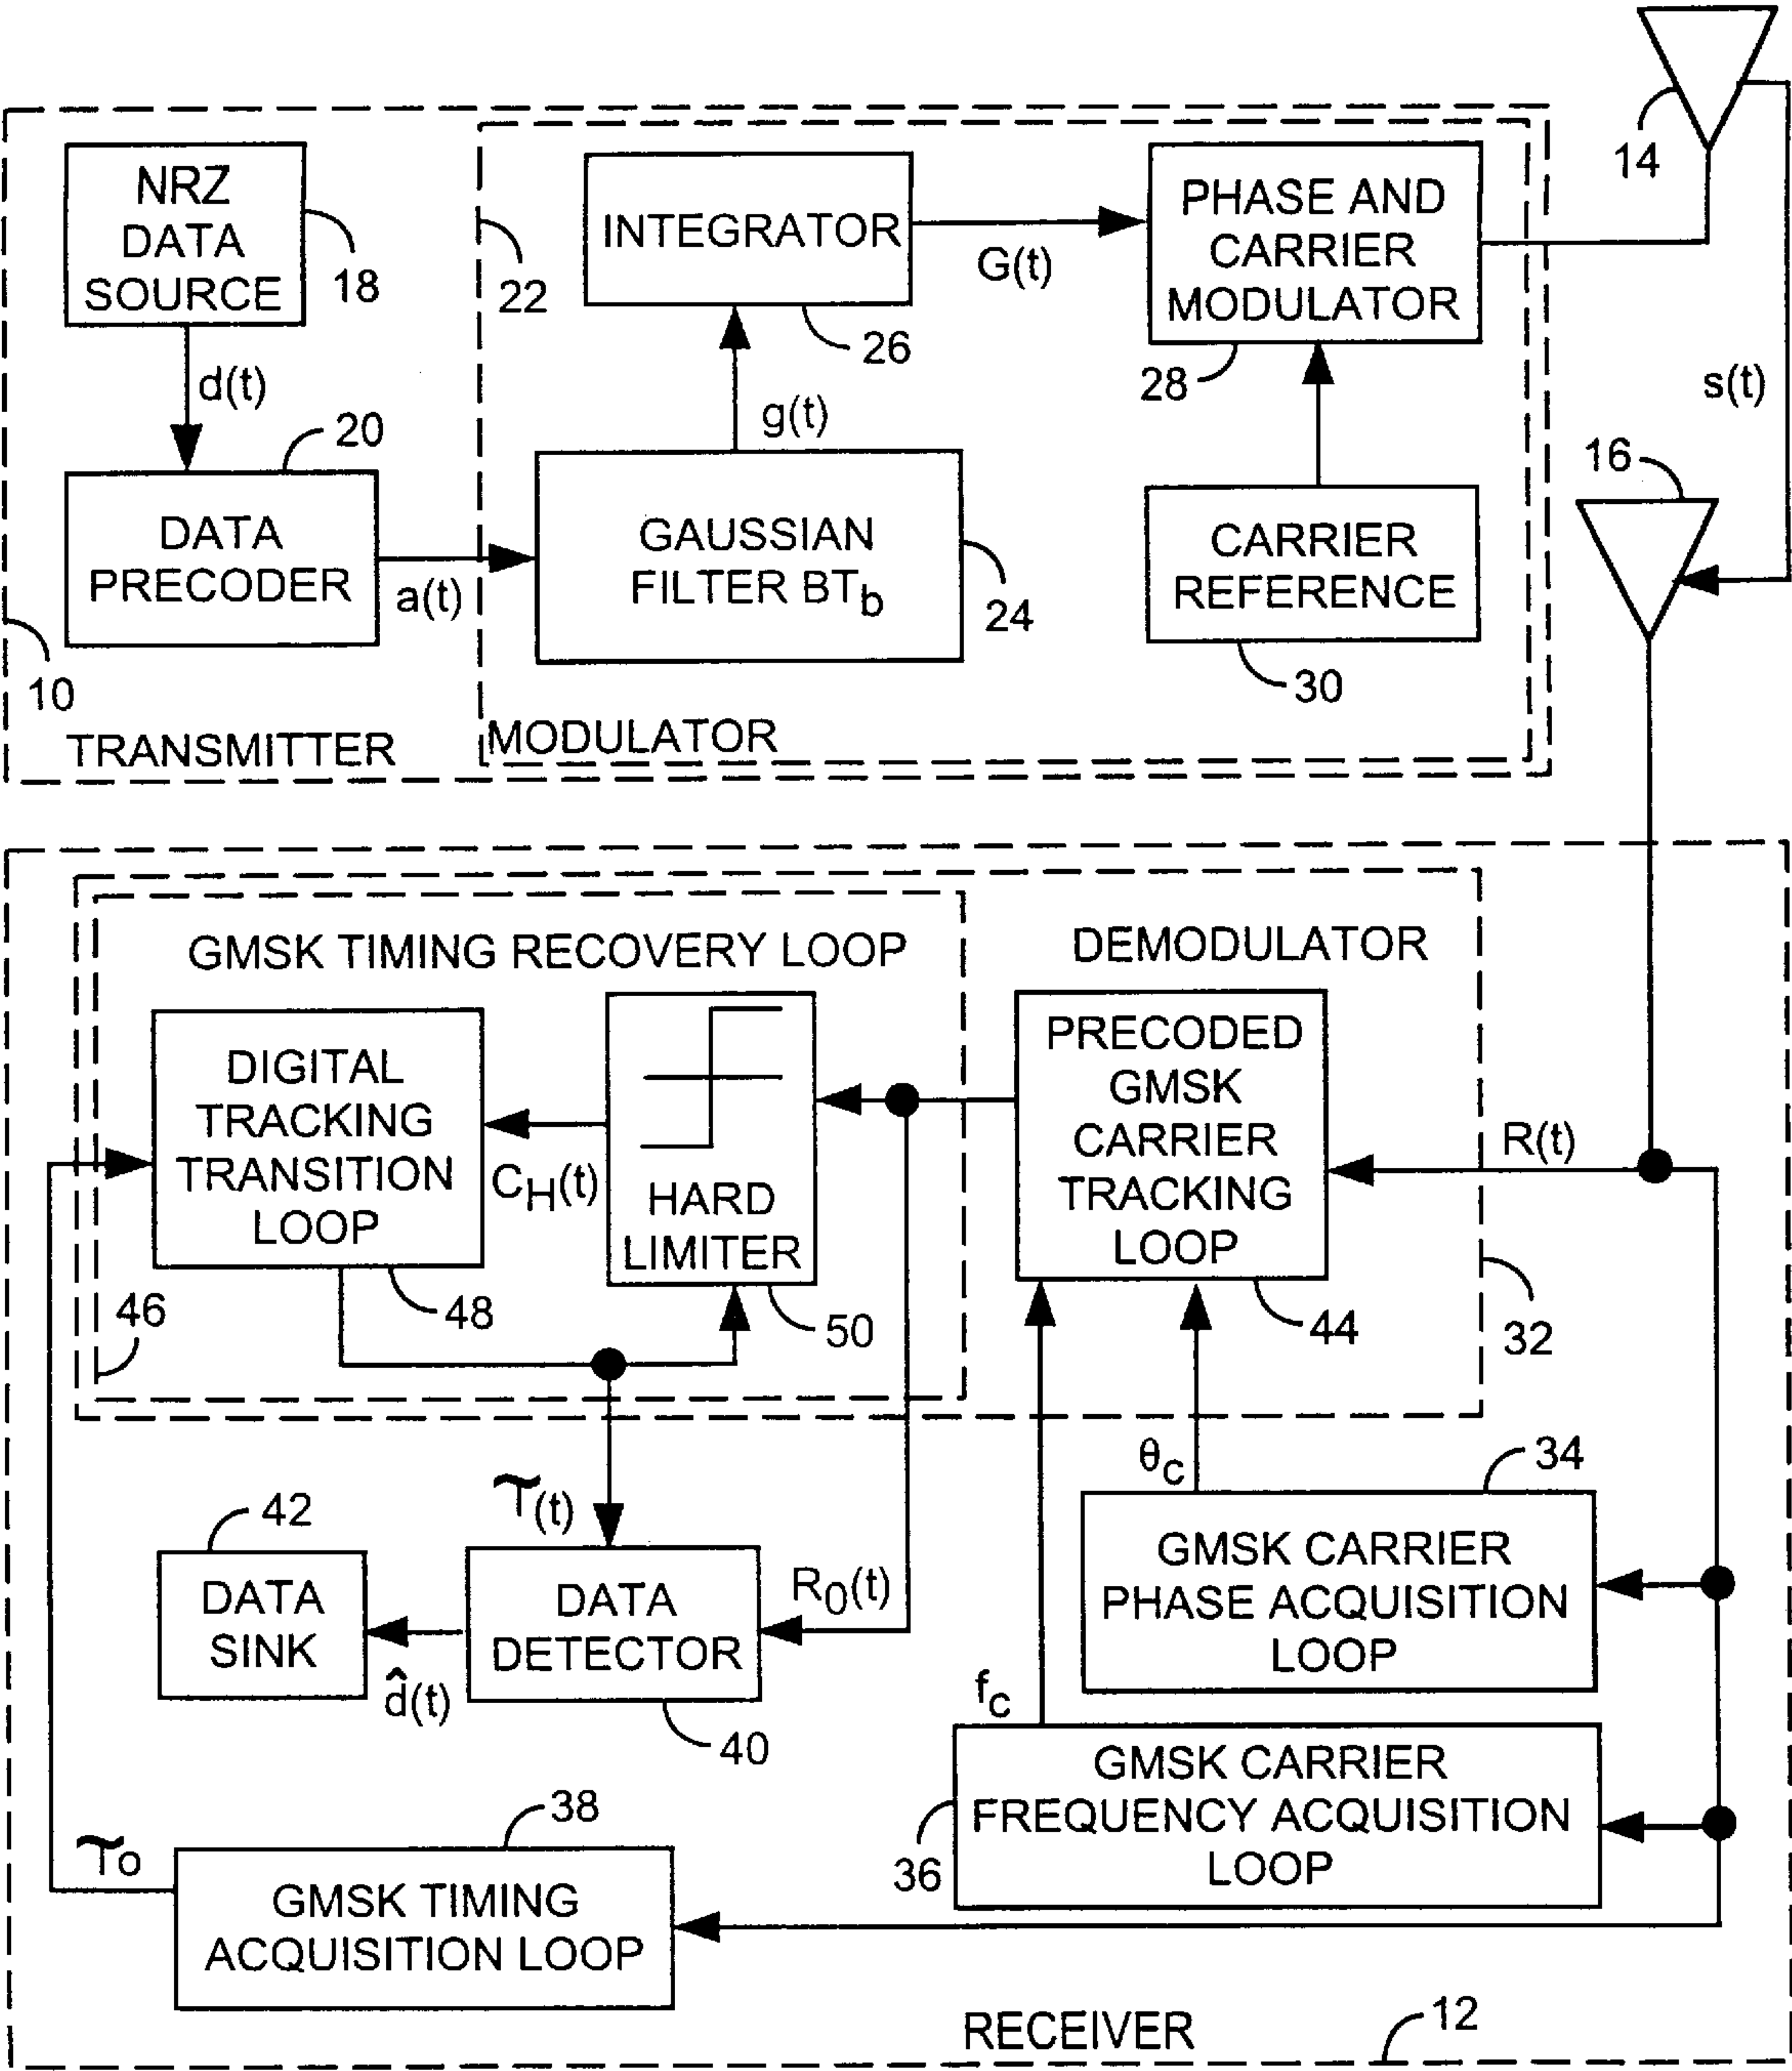 14
NRZ
DATA
SOURCE
18
22
INTEGRATOR
26
G(t)
PHASE AND
CARRIER
MODULATOR
28
s(t)
d(t)
20
g(t)
16
DATA
PRECODER
a(t)
GAUSSIAN
FILTER BTb
24
CARRIER
REFERENCE
30
10
TRANSMITTER
MODULATOR
GMSK TIMING RECOVERY LOOP
DEMODULATOR
DIGITAL
TRACKING
TRANSITION
LOOP
48
CH(t)
HARD
LIMITER
50
PRECODED
GMSK
CARRIER
TRACKING
LOOP
44
R(t)
32
46
θc
34
T̃(t)
42
DATA
SINK
d̂(t)
DATA
DETECTOR
40
R0(t)
GMSK CARRIER
PHASE ACQUISITION
LOOP
fc
GMSK CARRIER
FREQUENCY ACQUISITION
LOOP
36
38
T̃o
GMSK TIMING
ACQUISITION LOOP
RECEIVER
12